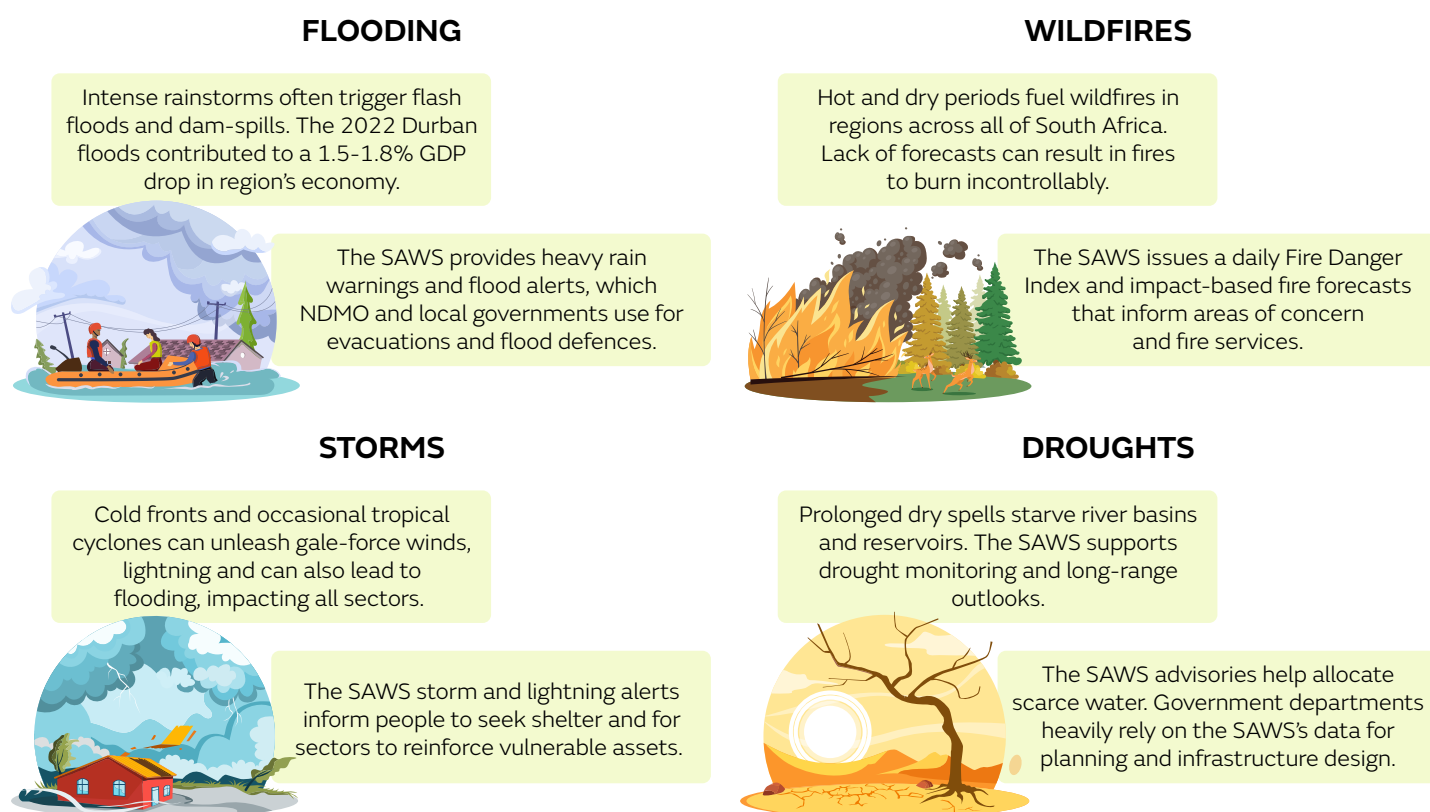 FLOODING
Intense rainstorms often trigger flash
floods and dam-spills. The 2022 Durban
floods contributed to a 1.5-1.8% GDP
drop in region's economy.
The SAWS provides heavy rain
warnings and flood alerts, which
NDMO and local governments use for
evacuations and flood defences.
WILDFIRES
Hot and dry periods fuel wildfires in
regions across all of South Africa.
Lack of forecasts can result in fires
to burn incontrollably.
The SAWS issues a daily Fire Danger
Index and impact-based fire forecasts
that inform areas of concern
and fire services.
STORMS
Cold fronts and occasional tropical
cyclones can unleash gale-force winds,
lightning and can also lead to
flooding, impacting all sectors.
The SAWS storm and lightning alerts
inform people to seek shelter and for
sectors to reinforce vulnerable assets.
DROUGHTS
Prolonged dry spells starve river basins
and reservoirs. The SAWS supports
drought monitoring and long-range
outlooks.
The SAWS advisories help allocate
scarce water. Government departments
heavily rely on the SAWS's data for
planning and infrastructure design.